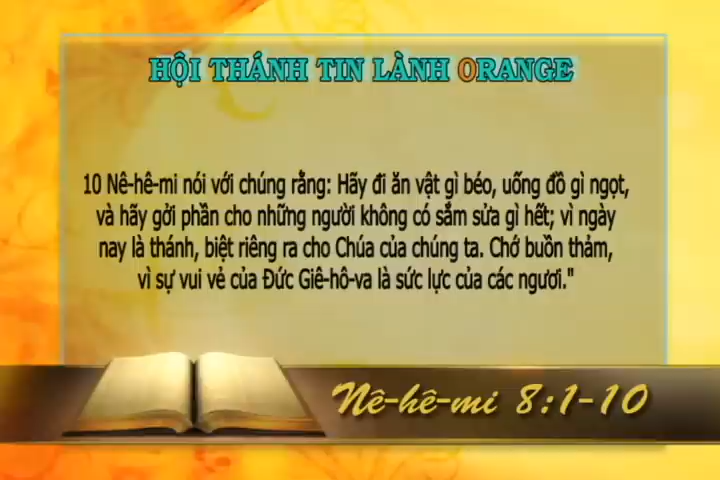 HỘI THÁNH TIN LÀNH ORANGE
10 Nê-hê-mi nói với chúng rằng: Hãy đi ăn vật gì béo, uống đồ gì ngọt,
và hãy gởi phần cho những người không có sắm sửa gì hết; vì ngày
nay là thánh, biệt riêng ra cho Chúa của chúng ta. Chớ buồn thảm,
vì sự vui vẻ của Đức Giê-hô-va là sức lực của các ngươi."
Nê-hê-mi 8:1-10